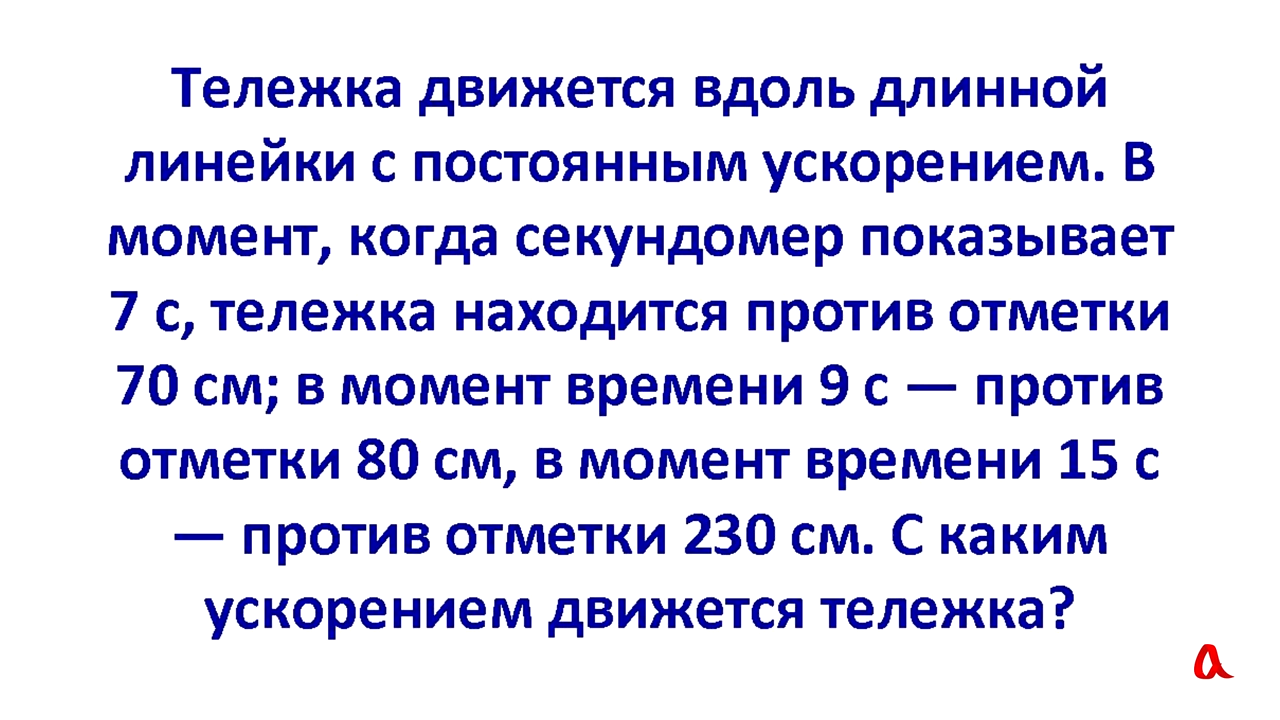 Тележка движется вдоль длинной
линейки с постоянным ускорением. В
момент, когда секундомер показывает
7 с, тележка находится против отметки
70 см; в момент времени 9 с — против
отметки 80 см, в момент времени 15 с
— против отметки 230 см. С каким
ускорением движется тележка?
a